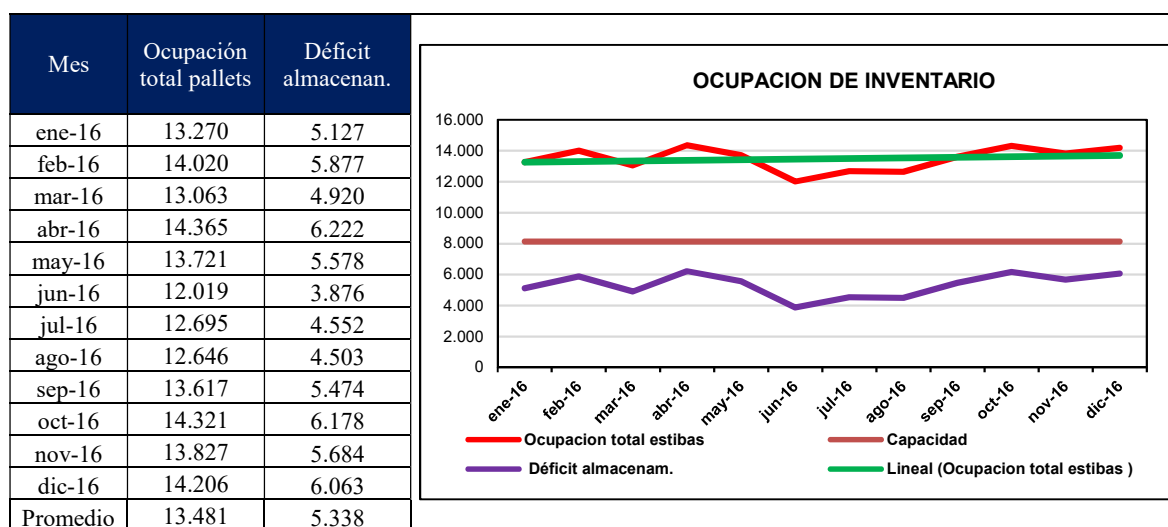 Mes Ocupación total pallets Déficit almacenan.
ene-16 13.270 5.127
feb-16 14.020 5.877
mar-16 13.063 4.920
abr-16 14.365 6.222
may-16 13.721 5.578
jun-16 12.019 3.876
jul-16 12.695 4.552
ago-16 12.646 4.503
sep-16 13.617 5.474
oct-16 14.321 6.178
nov-16 13.827 5.684
dic-16 14.206 6.063
Promedio 13.481 5.338
OCUPACION DE INVENTARIO
16.000
14.000
12.000
10.000
8.000
6.000
4.000
2.000
0
ene-16 feb-16 mar-16 abr-16 may-16 jun-16 jul-16 ago-16 sep-16 oct-16 nov-16 dic-16
Ocupacion total estibas Capacidad
Déficit almacenam. Lineal (Ocupacion total estibas )